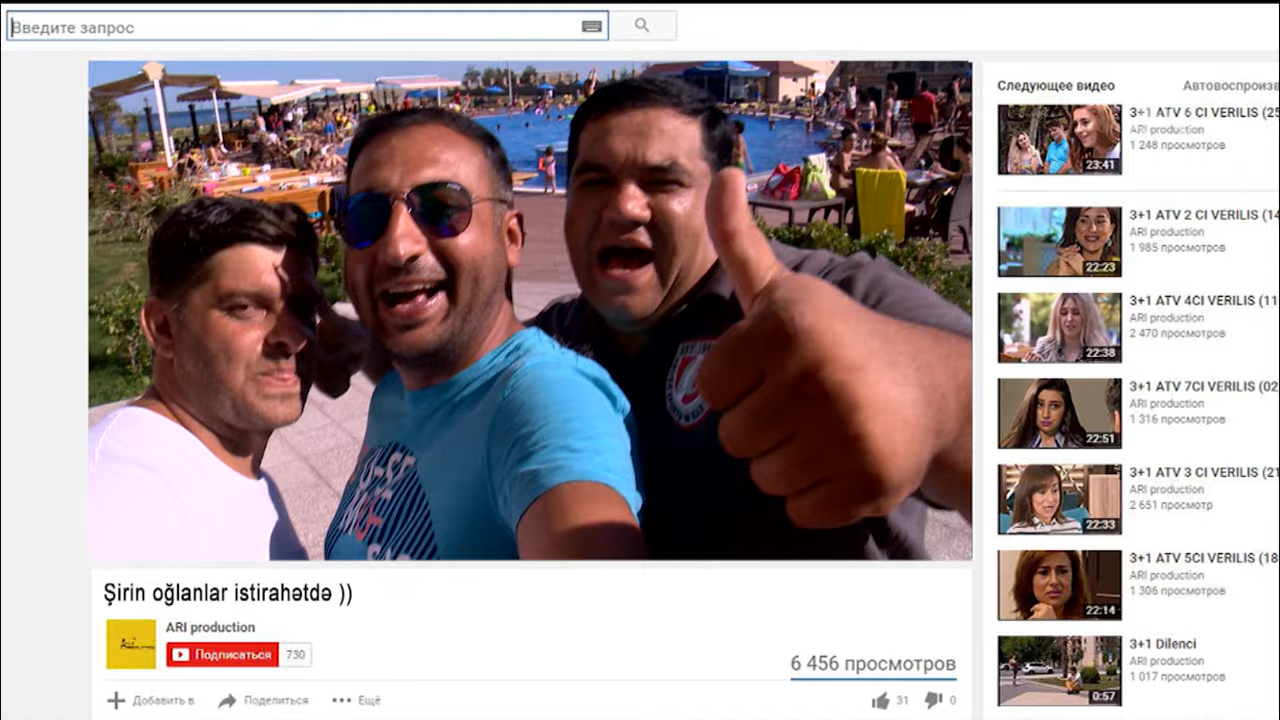 Введите запрос
Следующее видео
Автовоспроизв
3+1 ATV 6 CI VERILIS (25
ARI production
1 248 просмотров
23:41
3+1 ATV 2 CI VERILIS (14
ARI production
1 985 просмотров
22:23
3+1 ATV 4CI VERILIS (11
ARI production
2 470 просмотров
22:38
3+1 ATV 7CI VERILIS (02
ARI production
1 316 просмотров
22:51
3+1 ATV 3 CI VERILIS (21
ARI production
2 651 просмотр
22:33
3+1 ATV 5CI VERILIS (18
ARI production
1 306 просмотров
22:14
3+1 Dilenci
ARI production
1 017 просмотров
0:57
Şirin oğlanlar istirahətdə ))
ARI production
Подписаться 730
6 456 просмотров
Добавить в
Поделиться
Ещё
31
0